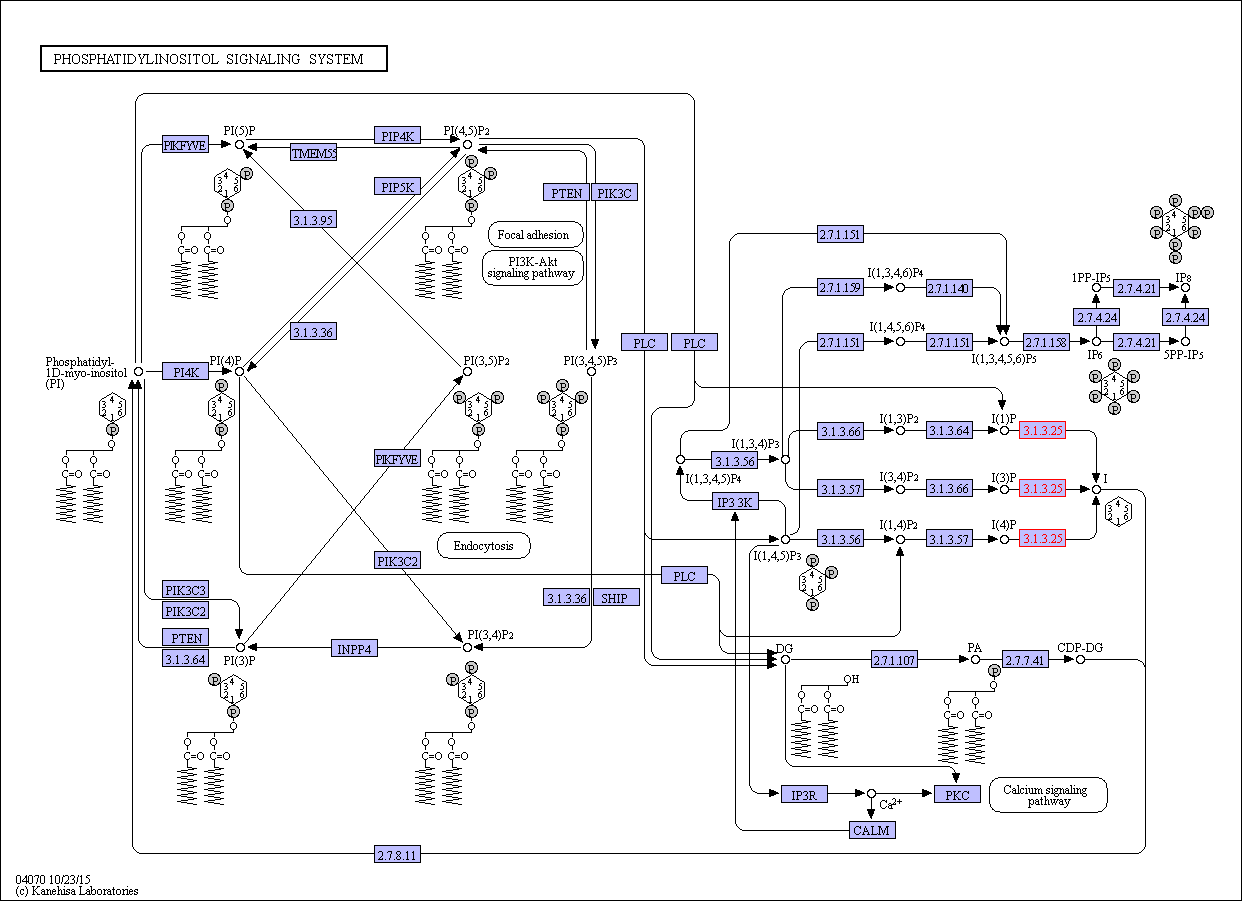 PHOSPHATIDYLINOSITOL SIGNALING SYSTEM
PIKFYVE
PI(5)P
PIP4K
TMEM55
PI(4,5)P2
PIP5K
PTEN
PIK3C
3.1.3.95
Focal adhesion
PI3K-Akt
signaling pathway
3.1.3.36
PLC
PLC
Phosphatidyl-
1D-myo-inositol
(PI)
PI4K
PI(4)P
PI(3,5)P2
PI(3,4,5)P3
PIKFYVE
Endocytosis
PIK3C2
PIK3C3
PIK3C2
PTEN
3.1.3.64
PI(3)P
INPP4
PI(3,4)P2
3.1.3.36
SHIP
PLC
2.7.1.151
2.7.1.159
I(1,3,4,6)P4
2.7.1.140
2.7.1.151
I(1,4,5,6)P4
2.7.1.151
I(1,3,4,5,6)P5
2.7.1.158
IP6
1PP-IP5
2.7.4.21
IP8
2.7.4.24
2.7.4.24
2.7.4.21
5PP-IP5
3.1.3.66
I(1,3)P2
3.1.3.64
I(1)P
3.1.3.25
I(1,3,4)P3
3.1.3.56
I(1,3,4,5)P4
3.1.3.57
I(3,4)P2
3.1.3.66
I(3)P
3.1.3.25
I
IP3 3K
I(1,4,5)P3
3.1.3.56
I(1,4)P2
3.1.3.57
I(4)P
3.1.3.25
DG
2.7.1.107
PA
2.7.7.41
CDP-DG
OH
IP3R
Ca2+
PKC
CALM
Calcium signaling
pathway
2.7.8.11
04070 10/23/15
(c) Kanehisa Laboratories